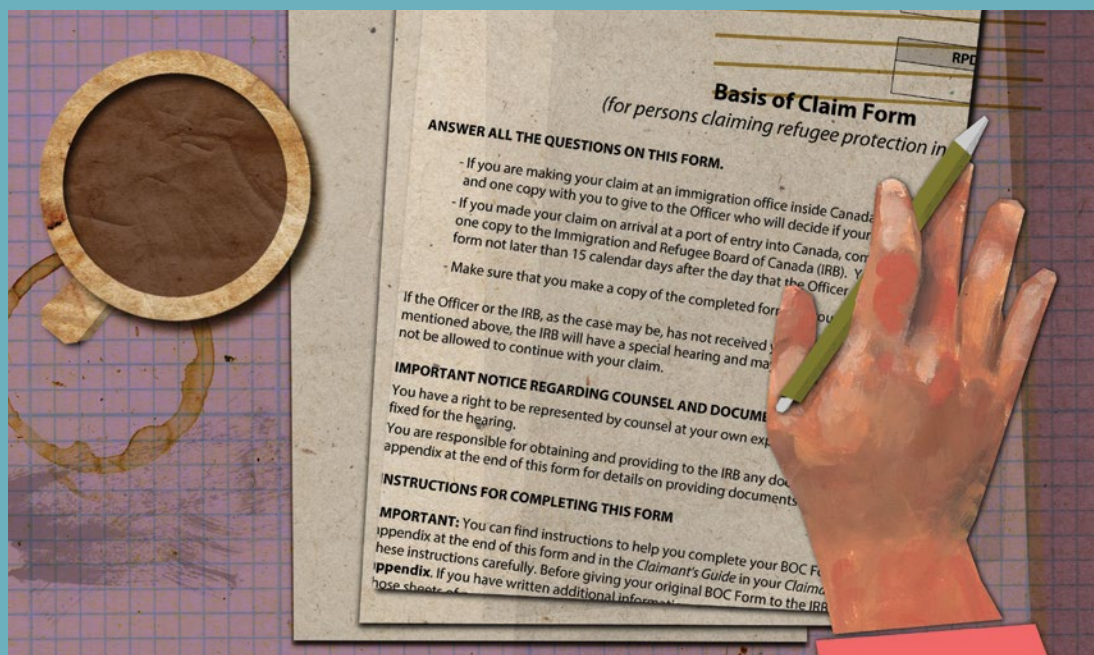 RPD
Basis of Claim Form
(for persons claiming refugee protection in
ANSWER ALL THE QUESTIONS ON THIS FORM.
- If you are making your claim at an immigration office inside Canada
and one copy with you to give to the Officer who will decide if your
- If you made your claim on arrival at a port of entry into Canada, com
one copy to the Immigration and Refugee Board of Canada (IRB). Y
form not later than 15 calendar days after the day that the Officer
- Make sure that you make a copy of the completed for
If the Officer or the IRB, as the case may be, has not received
mentioned above, the IRB will have a special hearing and ma
not be allowed to continue with your claim.
IMPORTANT NOTICE REGARDING COUNSEL AND DOCUME
You have a right to be represented by counsel at your own exp
fixed for the hearing.
You are responsible for obtaining and providing to the IRB any doc
appendix at the end of this form for details on providing documents
NSTRUCTIONS FOR COMPLETING THIS FORM
MPORTANT: You can find instructions to help you complete your BOC F
ppendix at the end of this form and in the Claimant's Guide in your Claima
hese instructions carefully. Before giving your original BOC Form to the IRB
ppendix. If you have written additional informati
hose sheets of